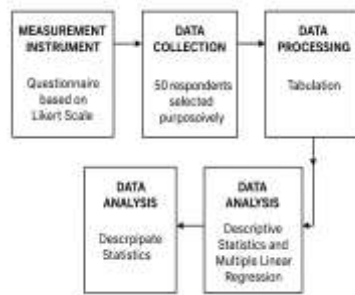 MEASUREMENT
INSTRUMENT
Questionnaire
based on
Likert Scale
DATA
COLLECTION
50 respondents
selected
purposively
DATA
PROCESSING
Tabulation
DATA
ANALYSIS
Descriptive
Statistics and
Multiple Linear
Regression
DATA
ANALYSIS
Descrpipate
Statistics